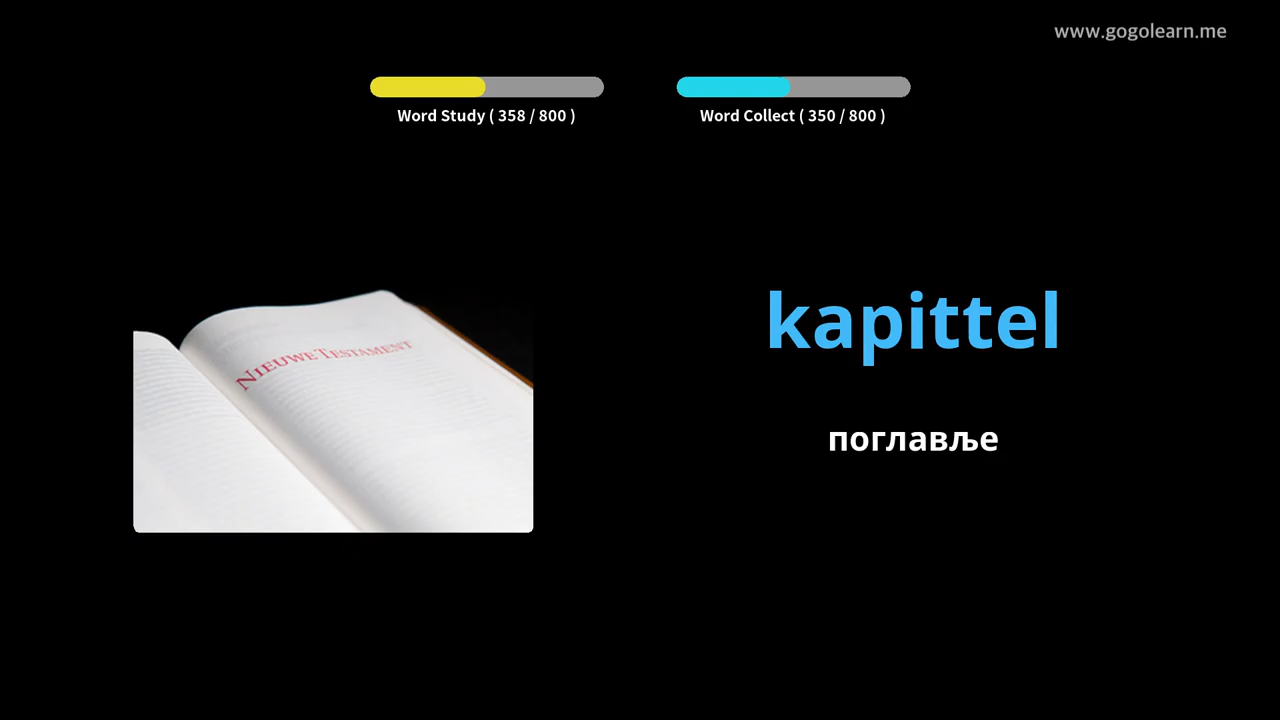 www.gogolearn.me
Word Study ( 358 / 800 )
Word Collect ( 350 / 800 )
NIEUWE TESTAMENT
kapittel
поглавље